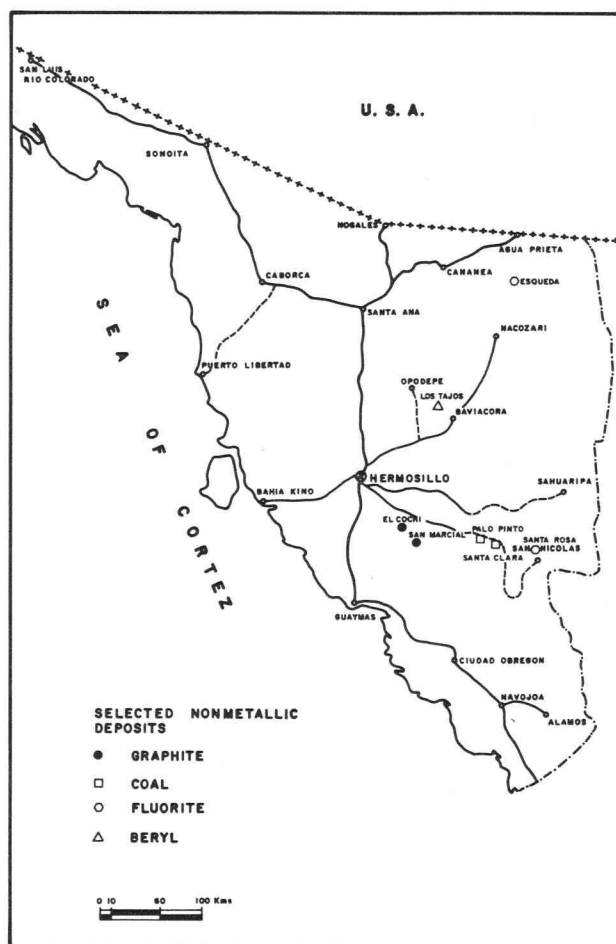 U. S. A.
SAN LUIS
RIO COLORADO
SONOITA
NOGALES
AGUA PRIETA
CANANEA
ESQUEDA
CABORCA
SANTA ANA
NACOZARI
PUERTO LIBERTAD
OPODEPE
LOS TAJOS
BAVIACORA
SEA OF CORTEZ
HERMOSILLO
SAHUARIPA
BAHIA KINO
EL COCRI
SAN MARCIAL
PALO PINTO
SANTA CLARA
SANTA ROSA
SAN NICOLAS
GUAYMAS
CIUDAD OBREGON
NAVOJOA
ALAMOS
SELECTED NONMETALLIC
DEPOSITS
GRAPHITE
COAL
FLUORITE
BERYL
0 10 60 100 Kms